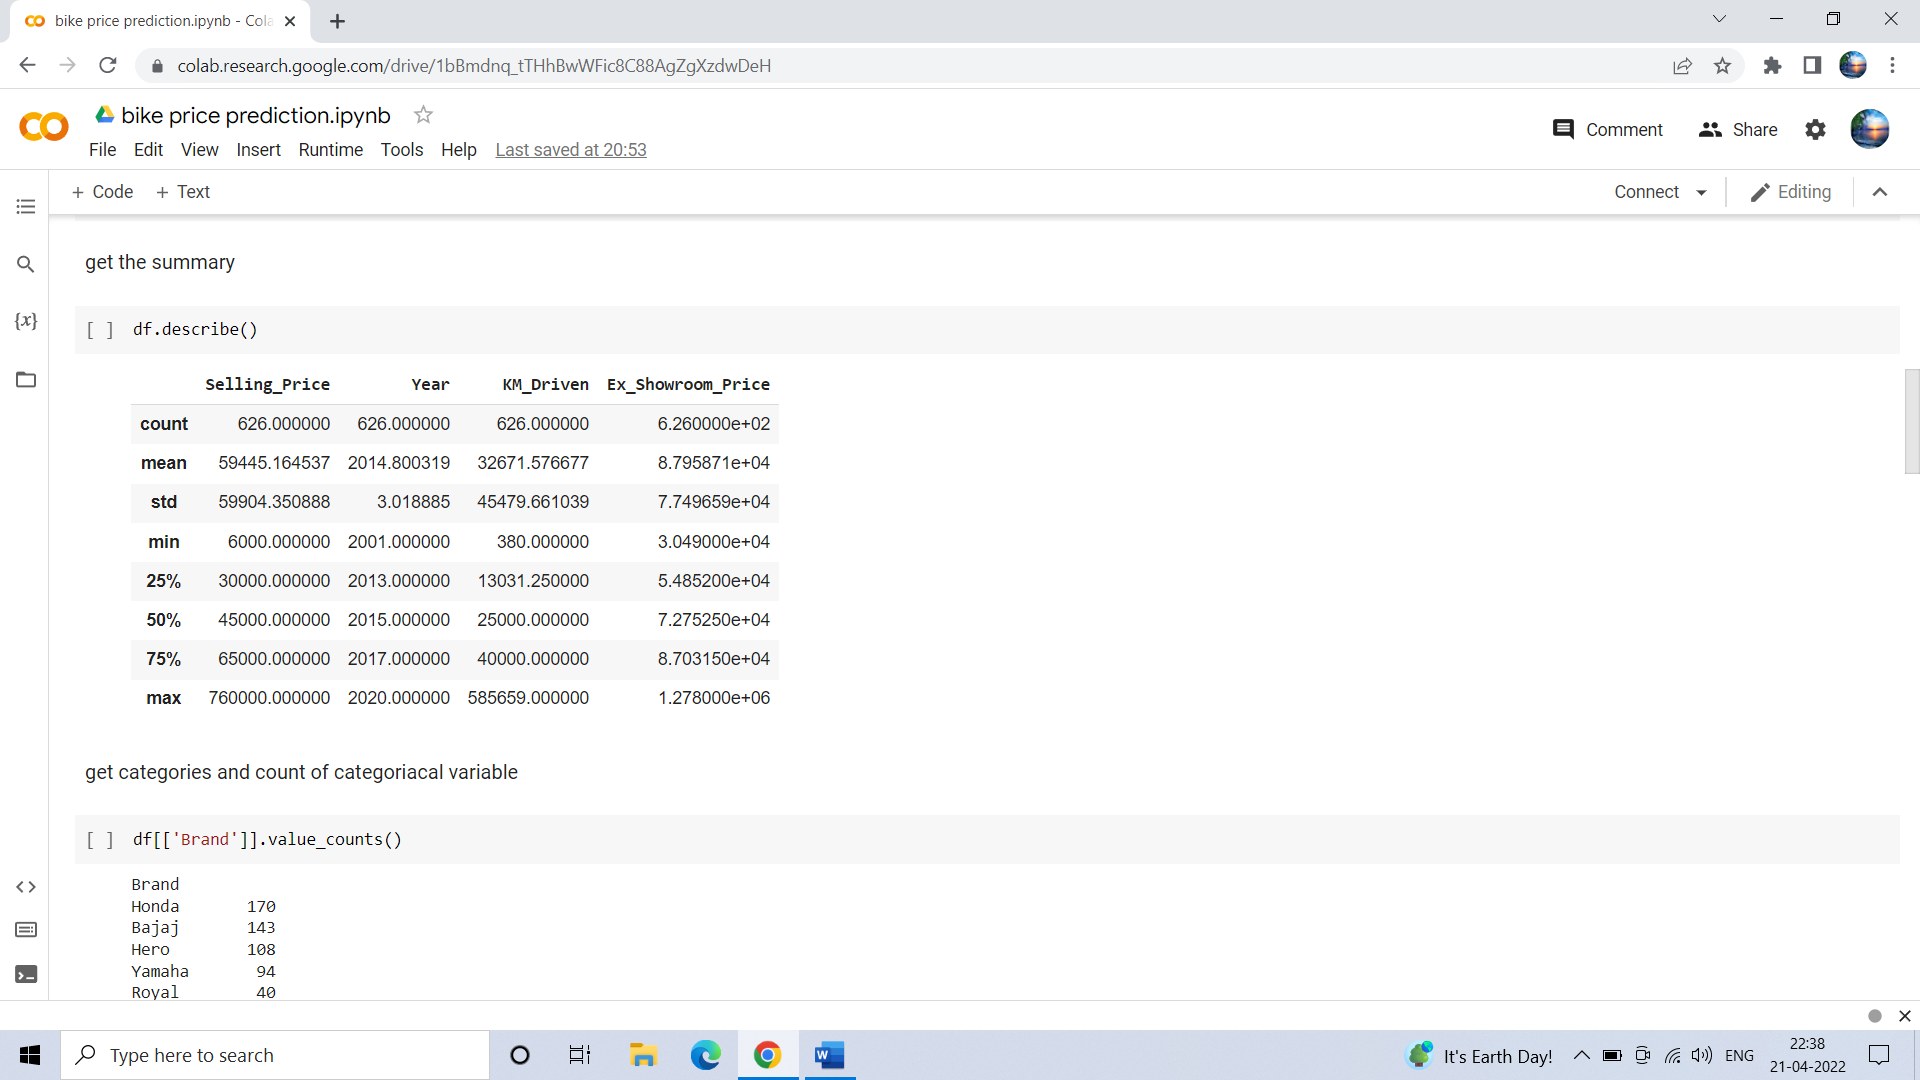 bike price prediction.ipynb - Cola
colab.research.google.com/drive/1bBmdnq_tTHhBwWFic8C88AgZgXzdwDeH
bike price prediction.ipynb
Comment Share
File Edit View Insert Runtime Tools Help Last saved at 20:53
+ Code + Text Connect Editing
get the summary
{x}
[ ] df.describe()
Selling_Price Year KM_Driven Ex_Showroom_Price
count 626.000000 626.000000 626.000000 6.260000e+02
mean 59445.164537 2014.800319 32671.576677 8.795871e+04
std 59904.350888 3.018885 45479.661039 7.749659e+04
min 6000.000000 2001.000000 380.000000 3.049000e+04
25% 30000.000000 2013.000000 13031.250000 5.485200e+04
50% 45000.000000 2015.000000 25000.000000 7.275250e+04
75% 65000.000000 2017.000000 40000.000000 8.703150e+04
max 760000.000000 2020.000000 585659.000000 1.278000e+06
get categories and count of categoriacal variable
[ ] df[['Brand']].value_counts()
Brand
Honda 170
Bajaj 143
Hero 108
Yamaha 94
Royal 40
Type here to search
It's Earth Day!
ENG
22:38
21-04-2022